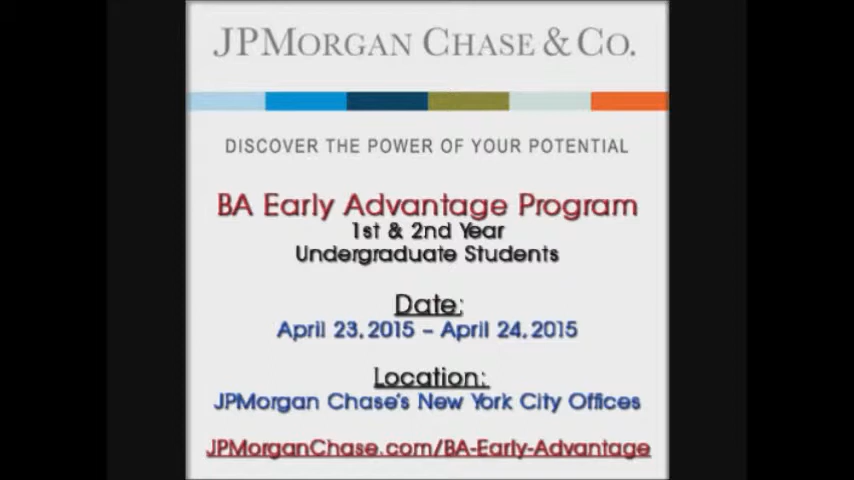 JPMORGAN CHASE & CO.
DISCOVER THE POWER OF YOUR POTENTIAL
BA Early Advantage Program
1st & 2nd Year
Undergraduate Students
Date:
April 23, 2015 – April 24, 2015
Location:
JPMorgan Chase's New York City Offices
JPMorganChase.com/BA-Early-Advantage